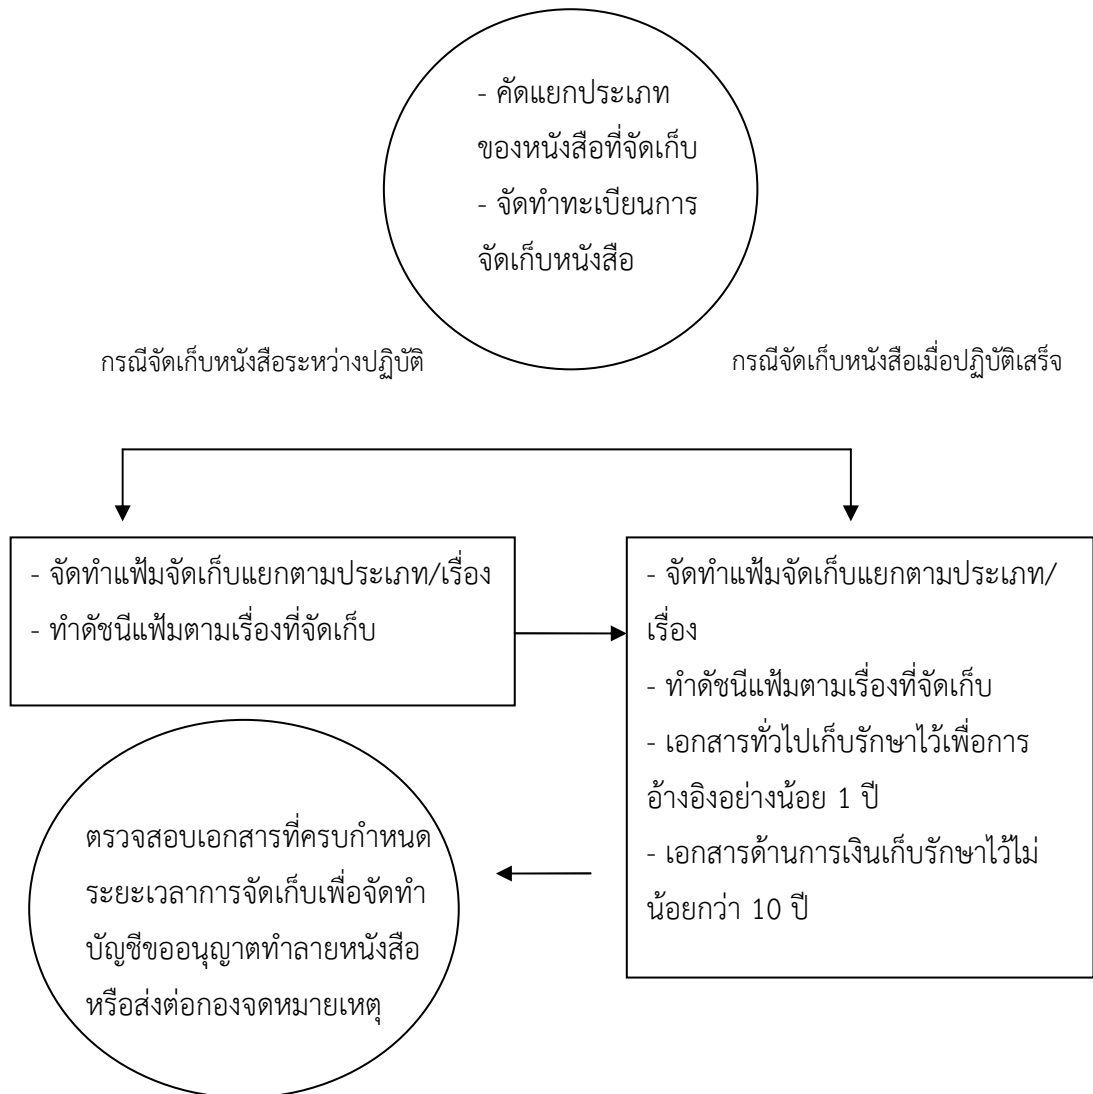 - คัดแยกประเภท
ของหนังสือที่จัดเก็บ
- จัดทำทะเบียนการ
จัดเก็บหนังสือ
กรณีจัดเก็บหนังสือระหว่างปฏิบัติ
กรณีจัดเก็บหนังสือเมื่อปฏิบัติเสร็จ
- จัดทำแฟ้มจัดเก็บแยกตามประเภท/เรื่อง
- ทำดัชนีแฟ้มตามเรื่องที่จัดเก็บ
- จัดทำแฟ้มจัดเก็บแยกตามประเภท/
เรื่อง
- ทำดัชนีแฟ้มตามเรื่องที่จัดเก็บ
- เอกสารทั่วไปเก็บรักษาไว้เพื่อการ
อ้างอิงอย่างน้อย 1 ปี
- เอกสารด้านการเงินเก็บรักษาไว้ไม่
น้อยกว่า 10 ปี
ตรวจสอบเอกสารที่ครบกำหนด
ระยะเวลาการจัดเก็บเพื่อจัดทำ
บัญชีขออนุญาตทำลายหนังสือ
หรือส่งต่อกองจดหมายเหตุ